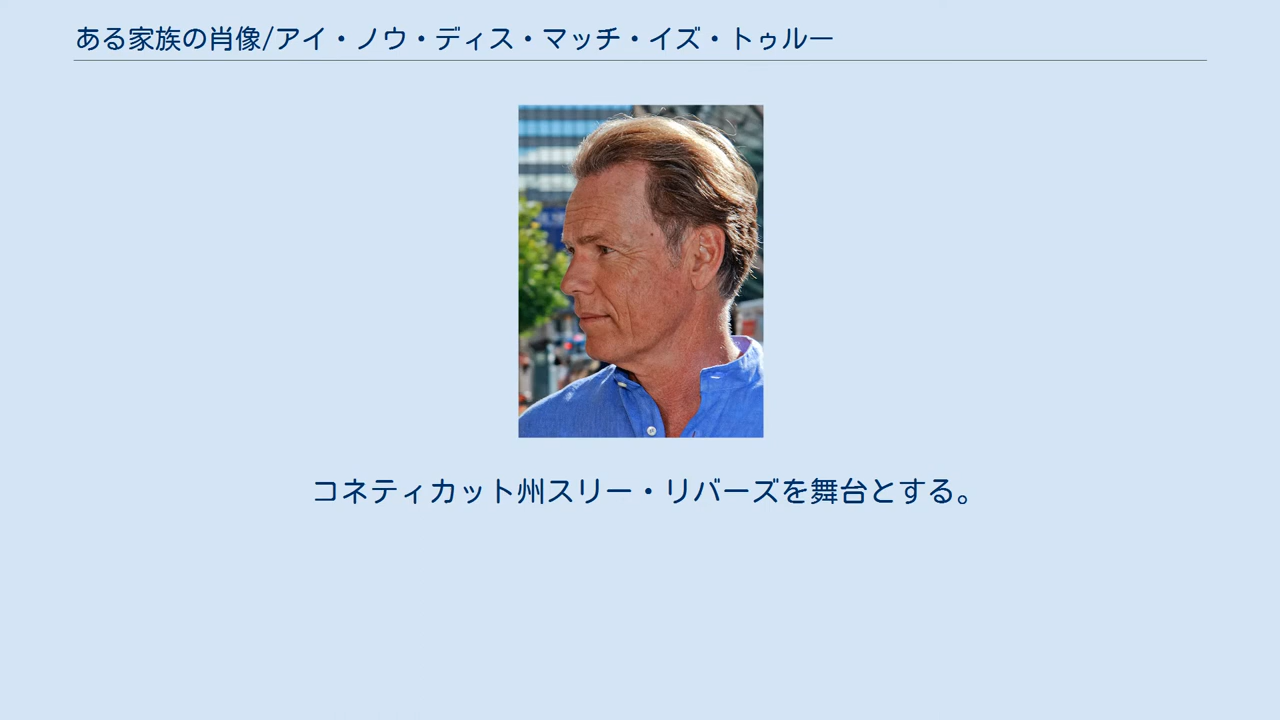 ある家族の肖像/アイ・ノウ・ディス・マッチ・イズ・トゥルー
コネティカット州スリー・リバーズを舞台とする。